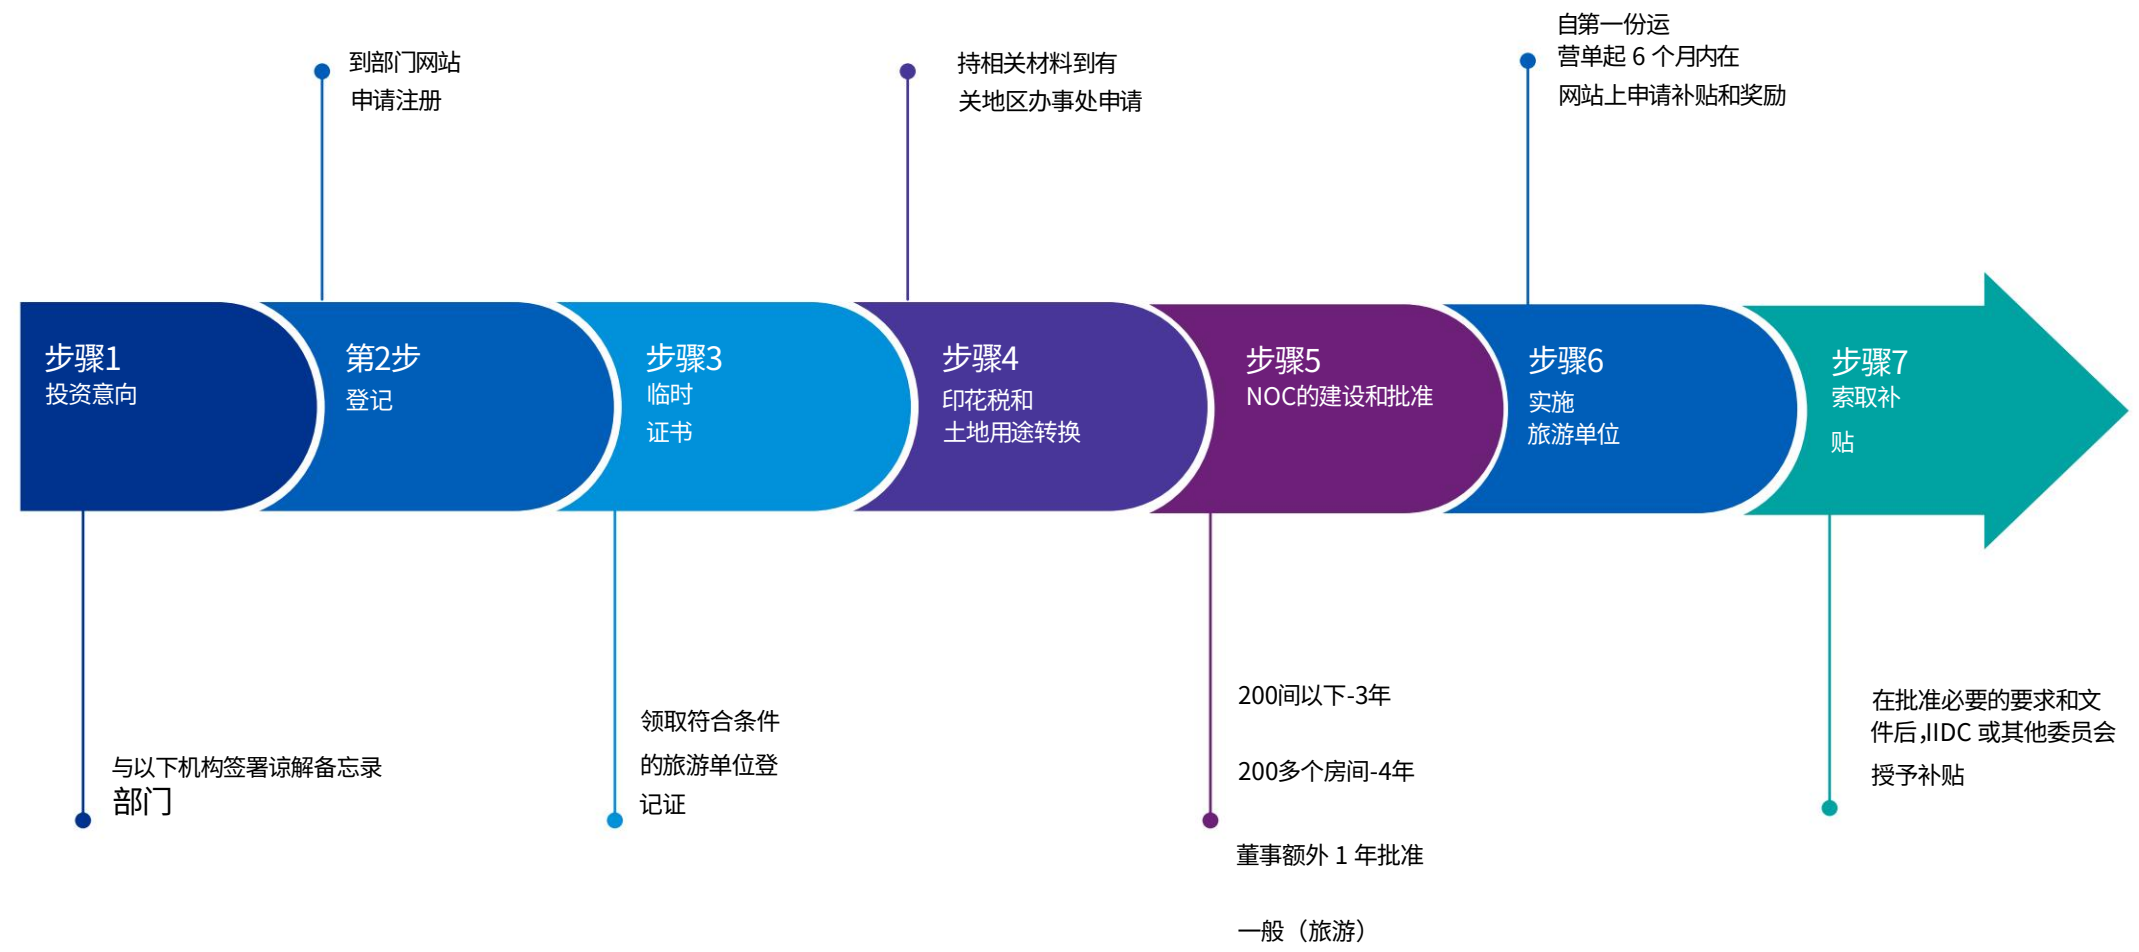 到部门网站
申请注册
持相关材料到有
关地区办事处申请
自第一份运
营单起 6 个月内在
网站上申请补贴和奖励
步骤1
投资意向
第2步
登记
步骤3
临时
证书
步骤4
印花税和
土地用途转换
步骤5
NOC的建设和批准
步骤6
实施
旅游单位
步骤7
索取补
贴
与以下机构签署谅解备忘录
部门
领取符合条件
的旅游单位登
记证
200间以下-3年
200多个房间-4年
董事额外 1 年批准
一般（旅游）
在批准必要的要求和文
件后,IIDC 或其他委员会
授予补贴